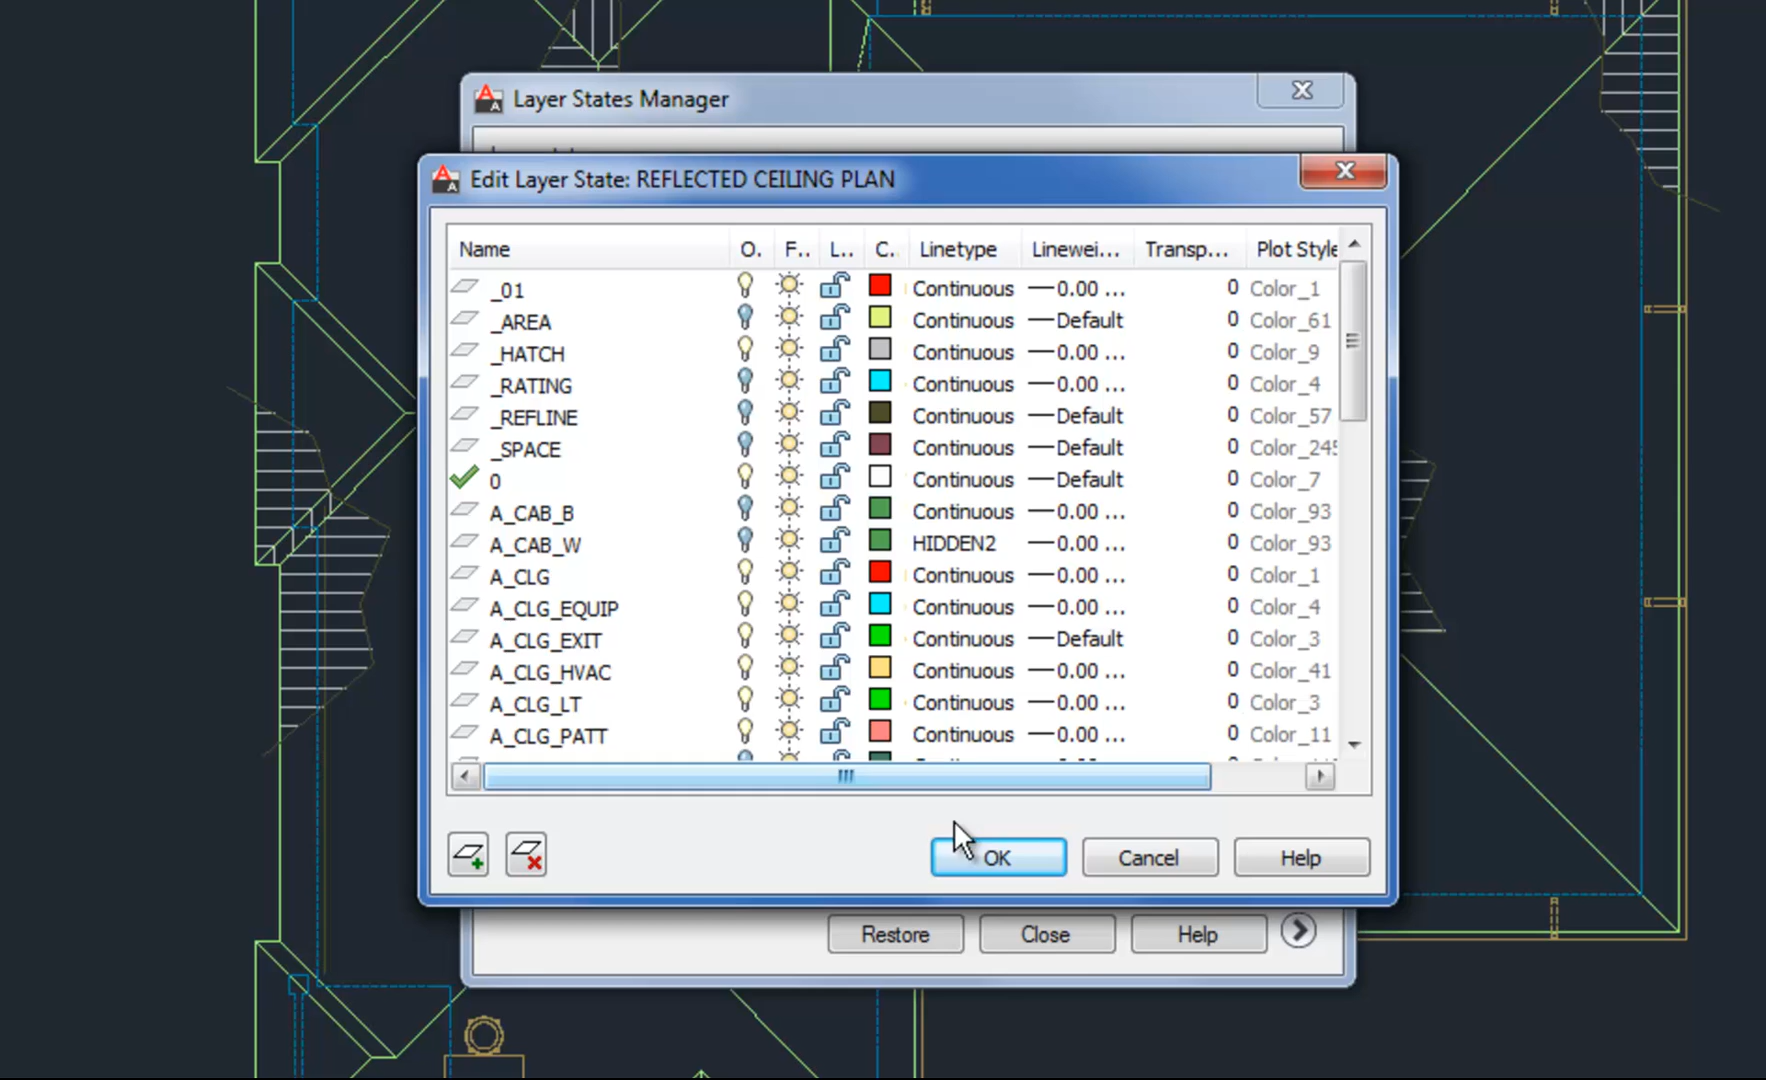 Layer States Manager
Edit Layer State: REFLECTED CEILING PLAN
Name O. F.. L.. C. Linetype Linewei... Transp... Plot Style
_01 Continuous 0.00 ... 0 Color_1
_AREA Continuous Default 0 Color_61
_HATCH Continuous 0.00 ... 0 Color_9
_RATING Continuous 0.00 ... 0 Color_4
_REFLINE Continuous Default 0 Color_57
_SPACE Continuous Default 0 Color_245
0 Continuous Default 0 Color_7
A_CAB_B Continuous 0.00 ... 0 Color_93
A_CAB_W HIDDEN2 0.00 ... 0 Color_93
A_CLG Continuous 0.00 ... 0 Color_1
A_CLG_EQUIP Continuous 0.00 ... 0 Color_4
A_CLG_EXIT Continuous Default 0 Color_3
A_CLG_HVAC Continuous 0.00 ... 0 Color_41
A_CLG_LT Continuous 0.00 ... 0 Color_3
A_CLG_PATT Continuous 0.00 ... 0 Color_11
OK Cancel Help
Restore Close Help